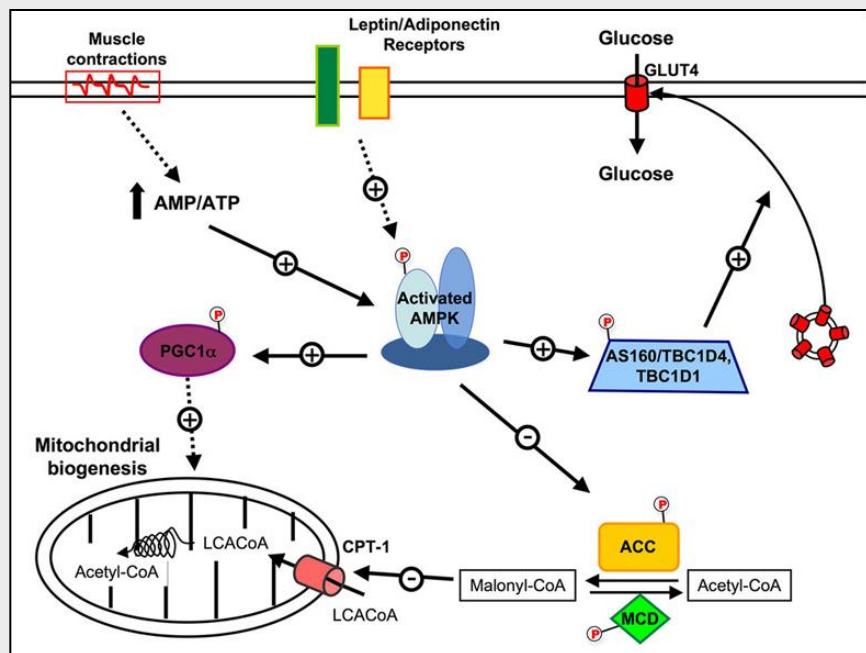 Muscle
contractions
Leptin/Adiponectin
Receptors
Glucose
GLUT4
Glucose
AMP/ATP
+
+
+
P
Activated
AMPK
P
PGC1α
+
+
P
AS160/TBC1D4,
TBC1D1
+
-
Mitochondrial
biogenesis
P
ACC
CPT-1
LCACoA
Acetyl-CoA
-
Malonyl-CoA
Acetyl-CoA
LCACoA
MCD
P